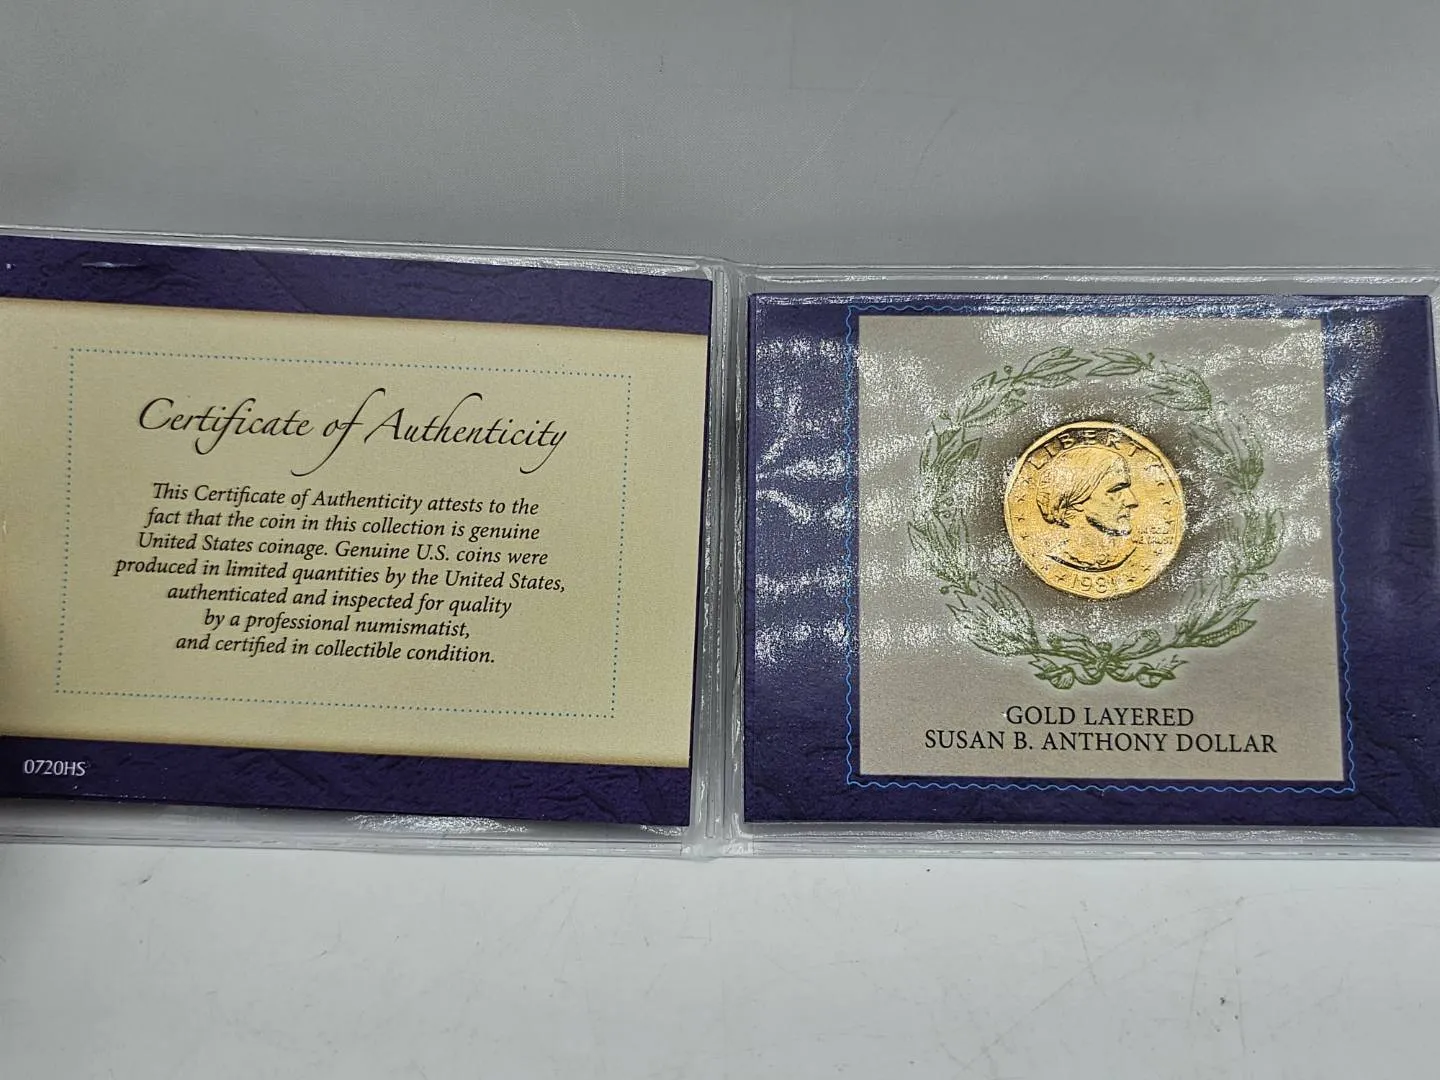 Certificate of Authenticity
This Certificate of Authenticity attests to the
fact that the coin in this collection is genuine
United States coinage. Genuine U.S. coins were
produced in limited quantities by the United States,
authenticated and inspected for quality
by a professional numismatist,
and certified in collectible condition.
0720HS
LIBERTY
1981
GOLD LAYERED
SUSAN B. ANTHONY DOLLAR